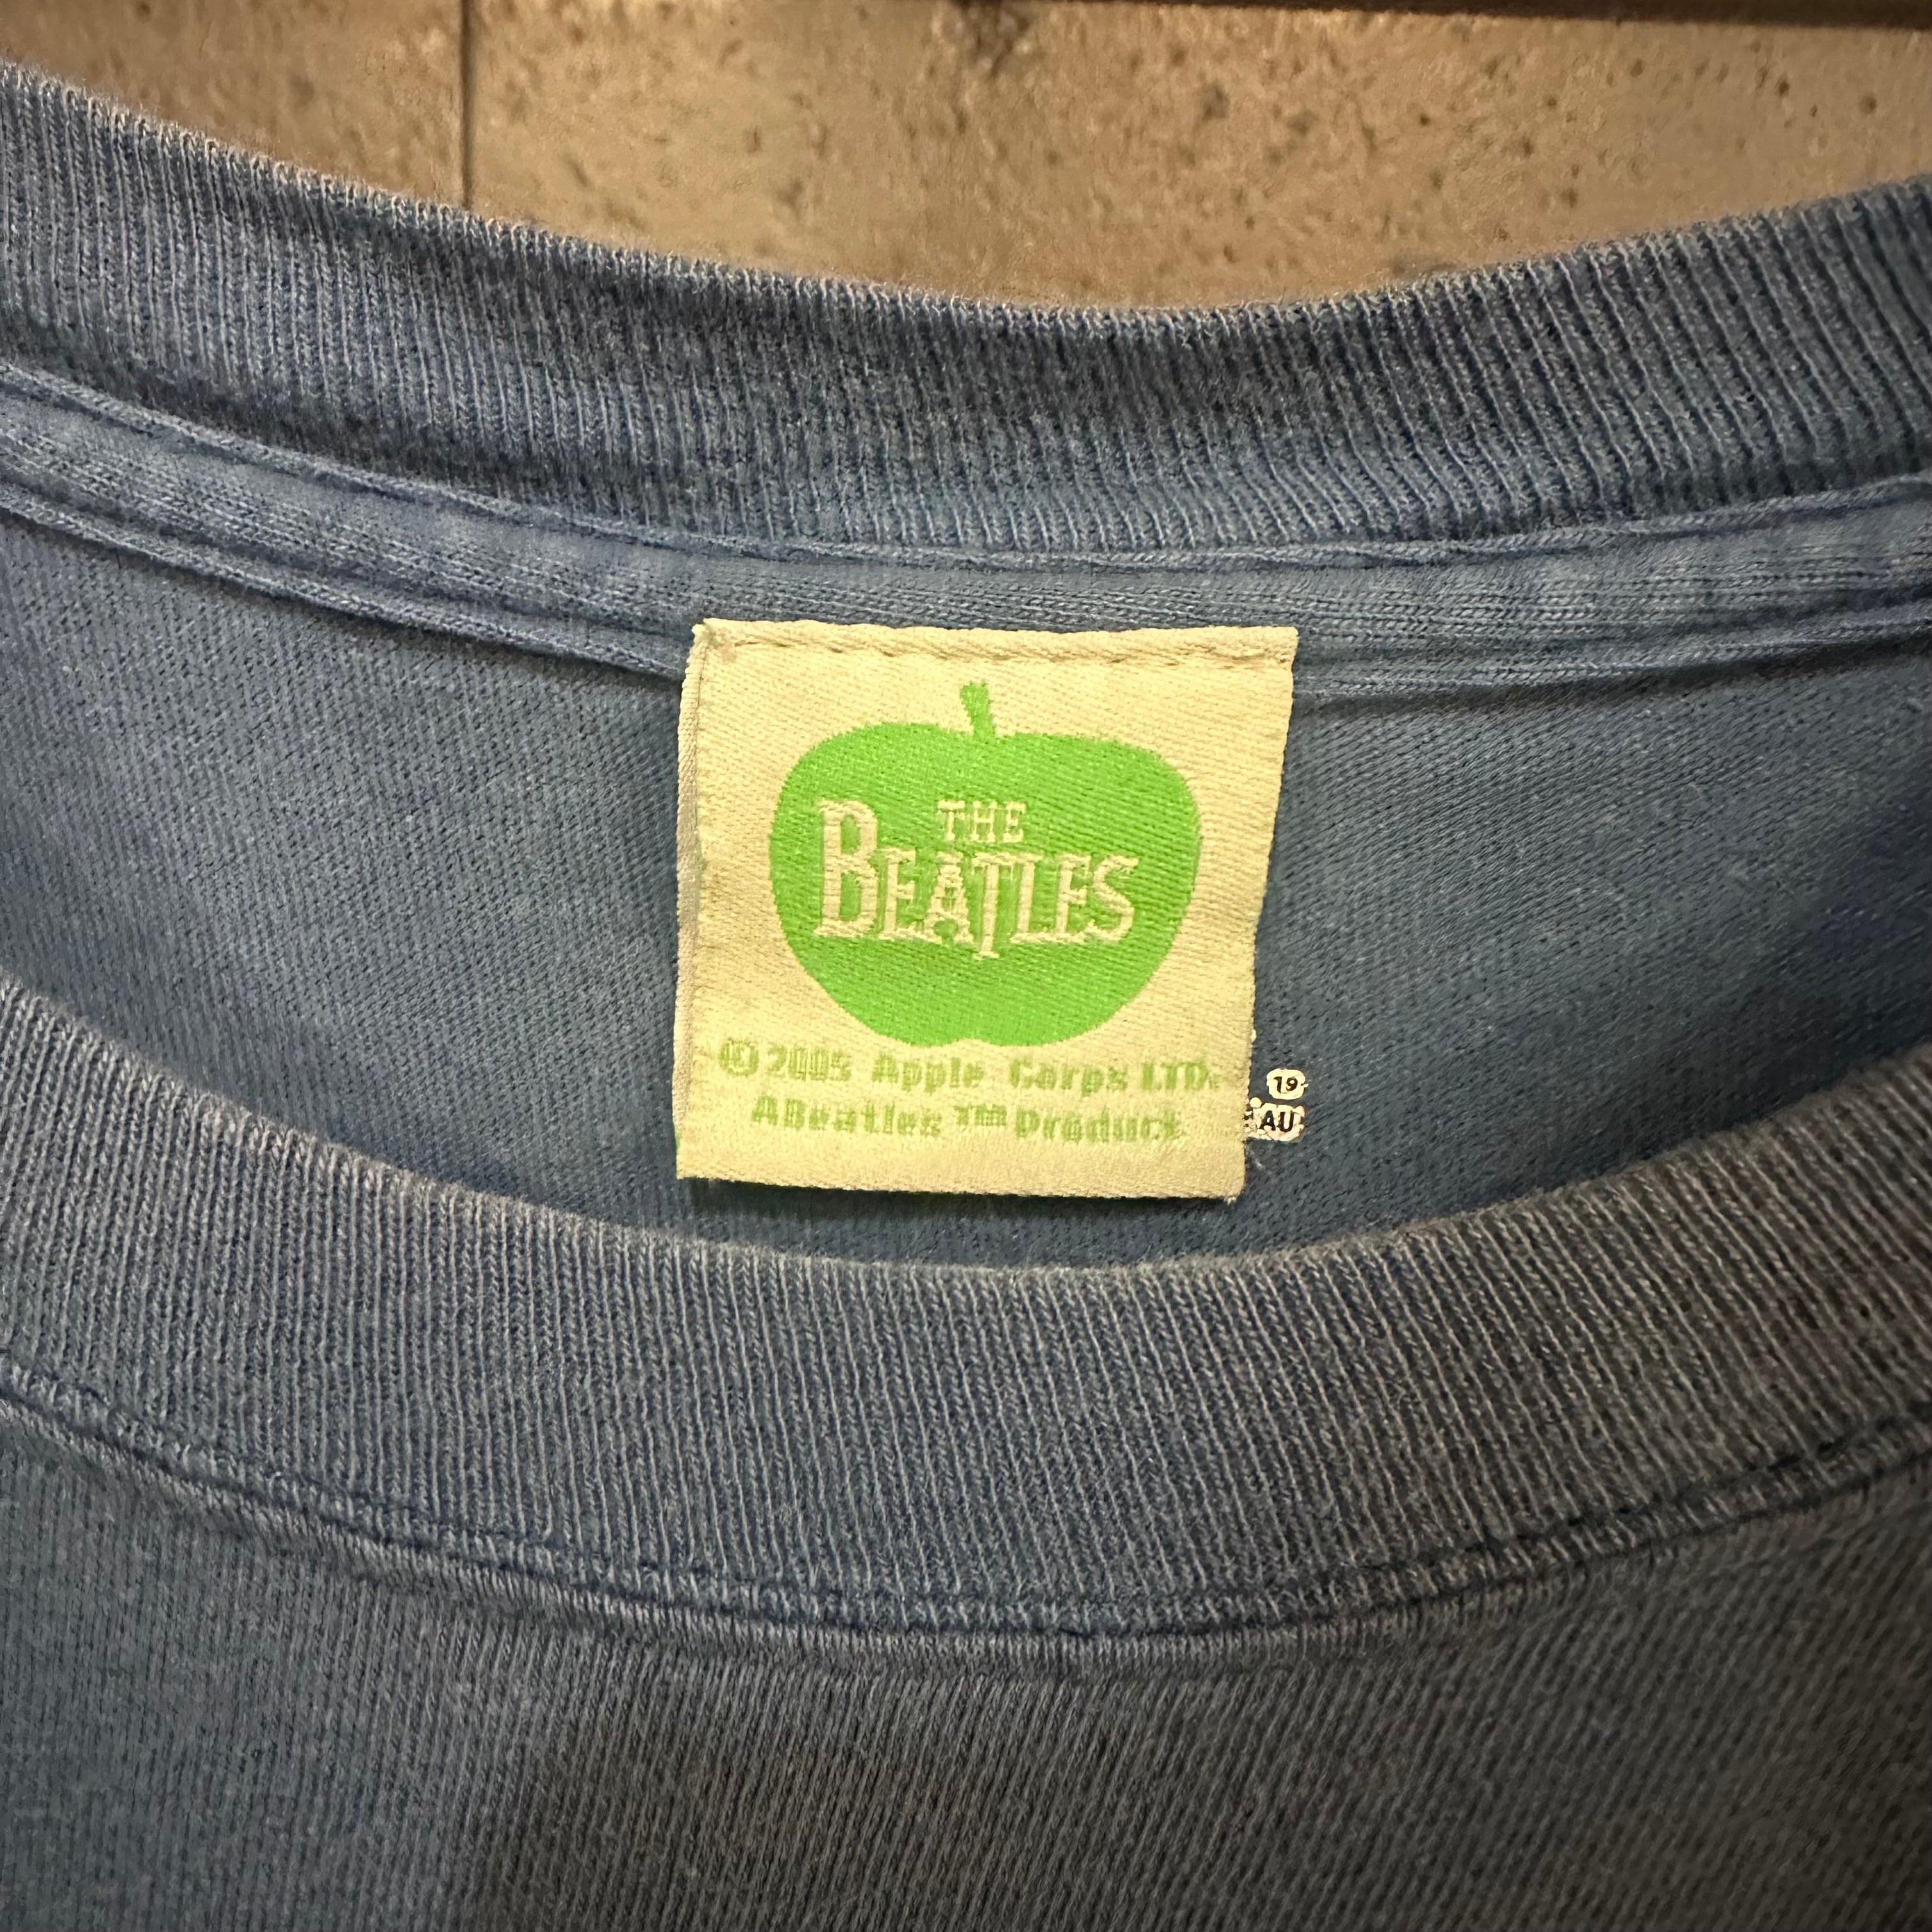 THE
BEATLES
© 2005 Apple Corps LTD.
A Beatles ™ Product
19
AU